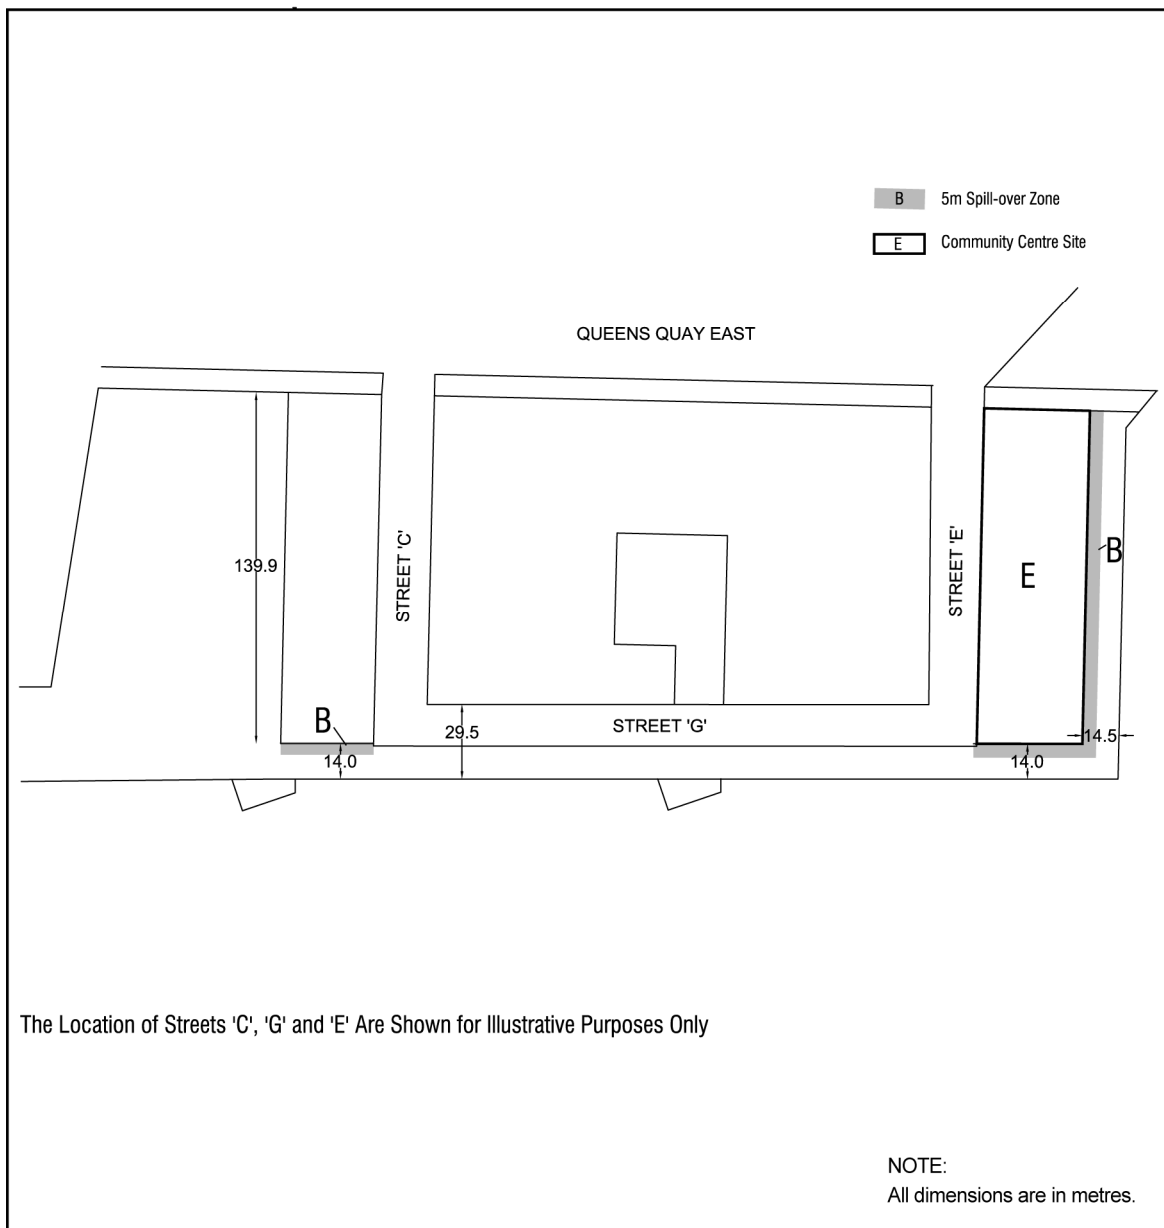 B 5m Spill-over Zone
E Community Centre Site
QUEENS QUAY EAST
139.9
STREET 'C'
STREET 'E'
E
B
B
14.0
29.5
STREET 'G'
14.5
14.0
The Location of Streets 'C', 'G' and 'E' Are Shown for Illustrative Purposes Only
NOTE:
All dimensions are in metres.